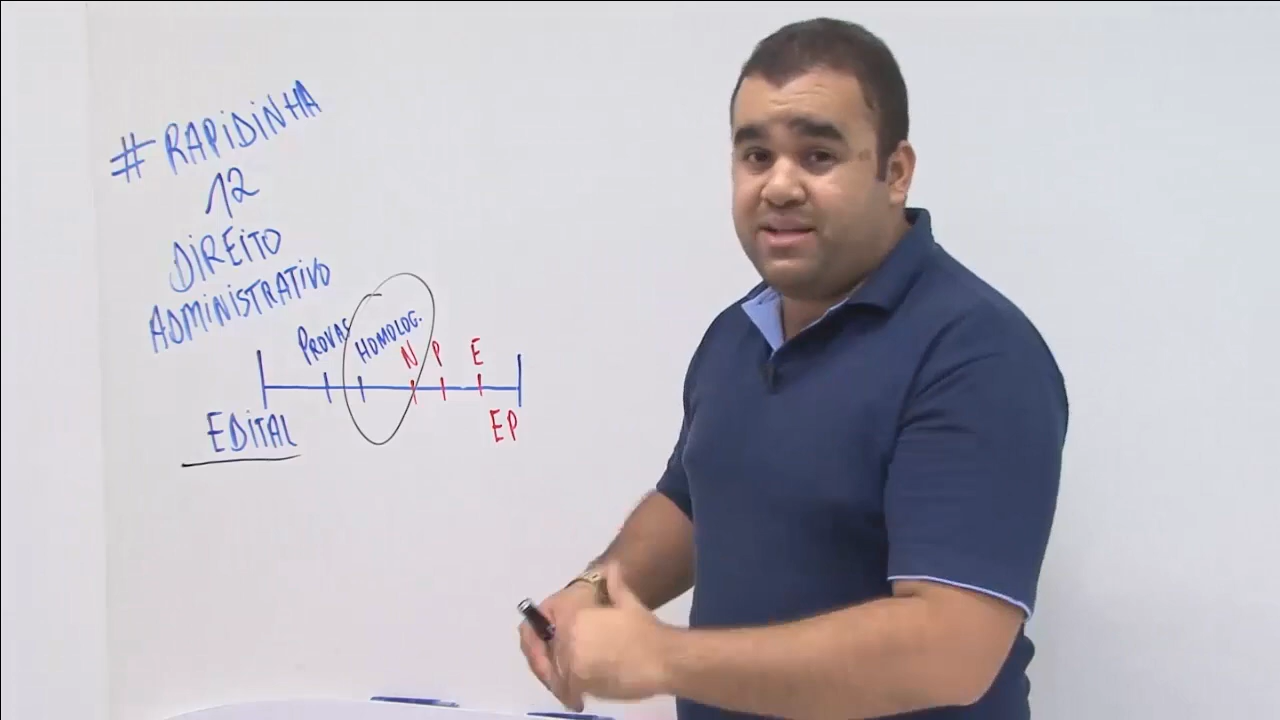 #RAPIDINHA
12
DIREITO
ADMINISTRATIVO
PROVAS HOMOLOG.
N P E
EDITAL EP